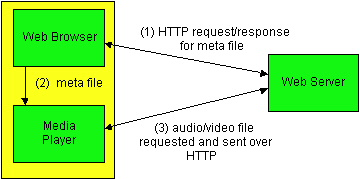 Web Browser
(1) HTTP request/response
for meta file
(2) meta file
Web Server
Media
Player
(3) audio/video file
requested and sent over
HTTP